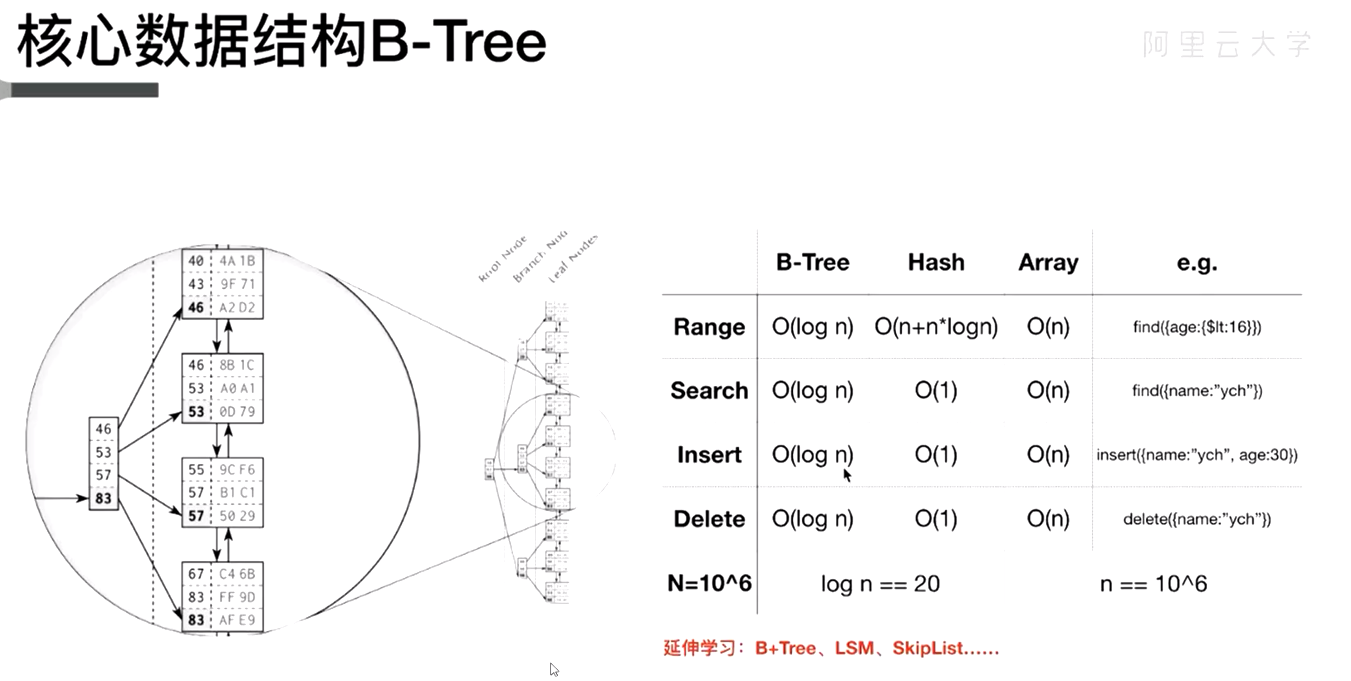 核心数据结构B-Tree
阿里云大学
Root Node
Branch Nod
Leaf Nodes
40 4A 1B
43 9F 71
46 A2 D2
46 8B 1C
53 A0 A1
53 0D 79
46
53
57
83
55 9C F6
57 B1 C1
57 50 29
67 C4 6B
83 FF 9D
83 AF E9
B-Tree Hash Array e.g.
Range O(log n) O(n+n*logn) O(n) find({age:{$lt:16}})
Search O(log n) O(1) O(n) find({name:"ych"})
Insert O(log n) O(1) O(n) insert({name:"ych", age:30})
Delete O(log n) O(1) O(n) delete({name:"ych"})
N=10^6 log n == 20 n == 10^6
延伸学习：B+Tree、LSM、SkipList……